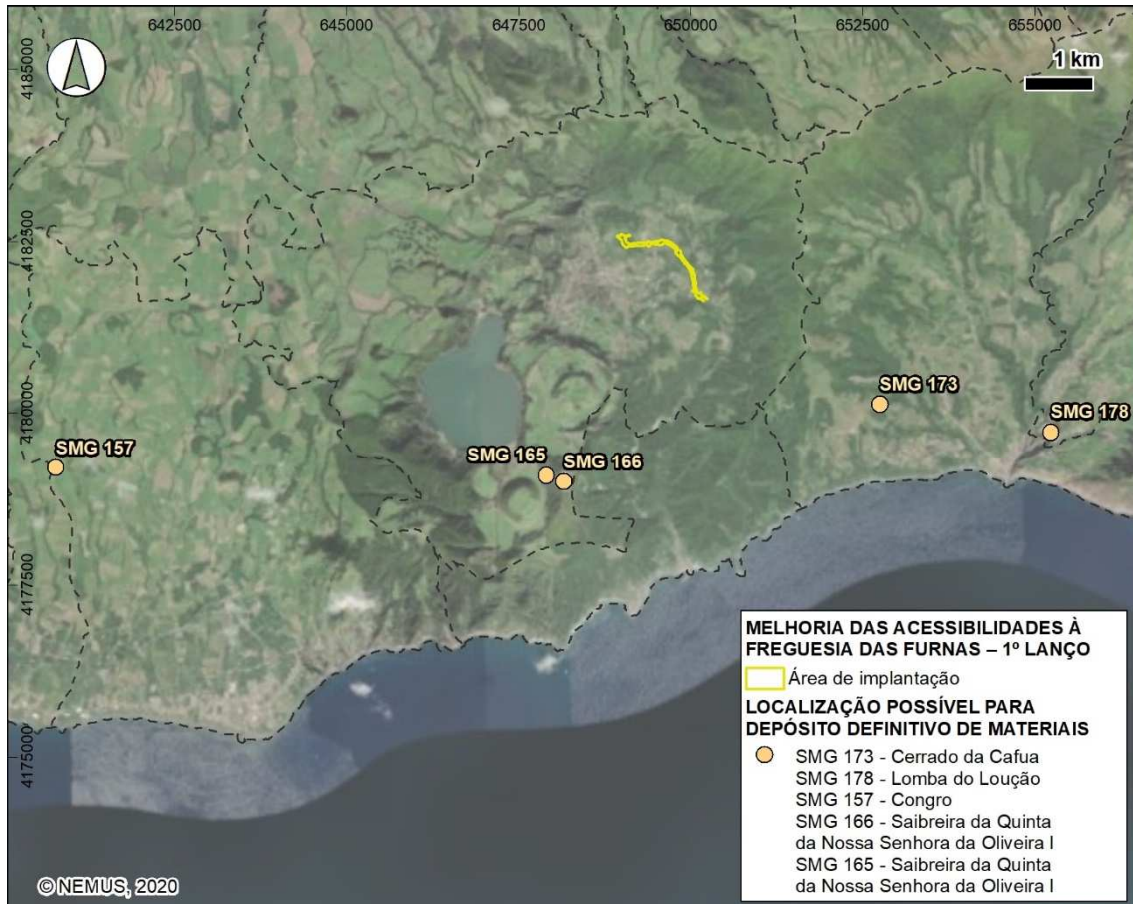 642500
645000
647500
650000
652500
655000
4185000
4182500
4180000
4177500
4175000
1 km
SMG 173
SMG 178
SMG 157
SMG 165
SMG 166
MELHORIA DAS ACESSIBILIDADES À
FREGUESIA DAS FURNAS – 1º LANÇO
Área de implantação
LOCALIZAÇÃO POSSÍVEL PARA
DEPÓSITO DEFINITIVO DE MATERIAIS
SMG 173 - Cerrado da Cafua
SMG 178 - Lomba do Loução
SMG 157 - Congro
SMG 166 - Saibreira da Quinta
da Nossa Senhora da Oliveira I
SMG 165 - Saibreira da Quinta
da Nossa Senhora da Oliveira I
© NEMUS, 2020